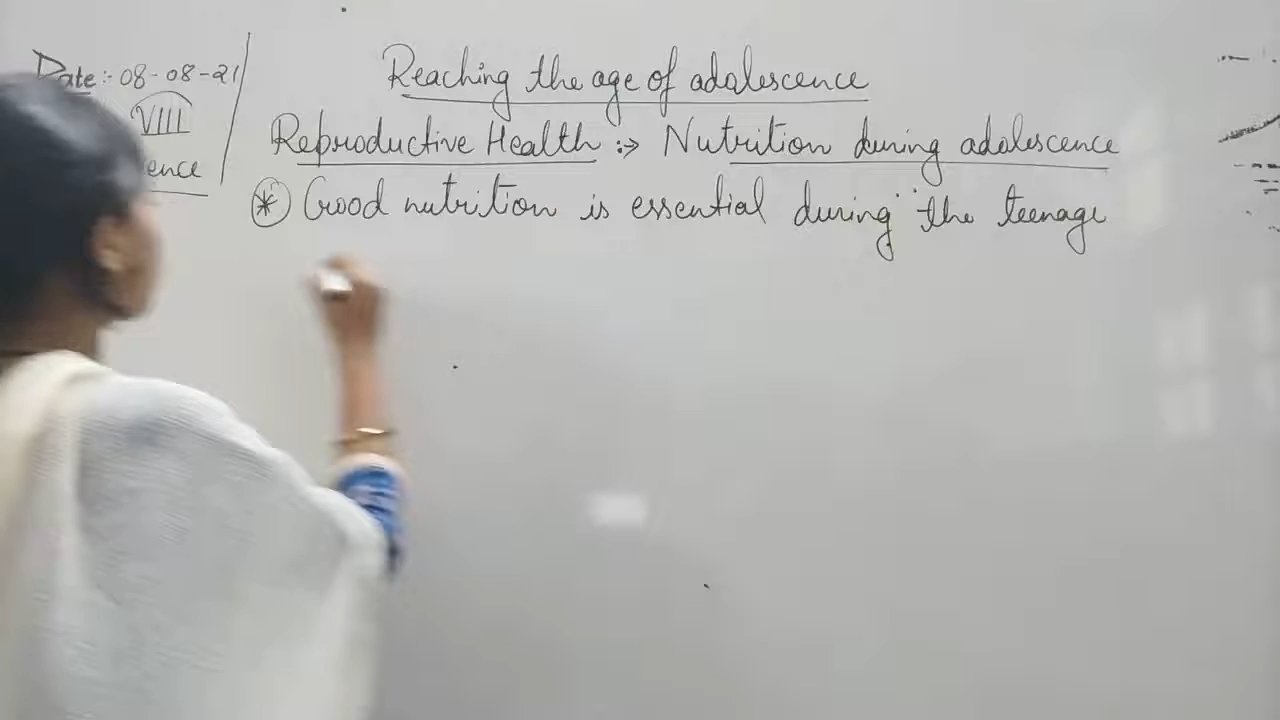 Date :- 08-08-21
VIII
ence
Reaching the age of adolescence
Reproductive Health :-> Nutrition during adolescence
* Good nutrition is essential during the teenage